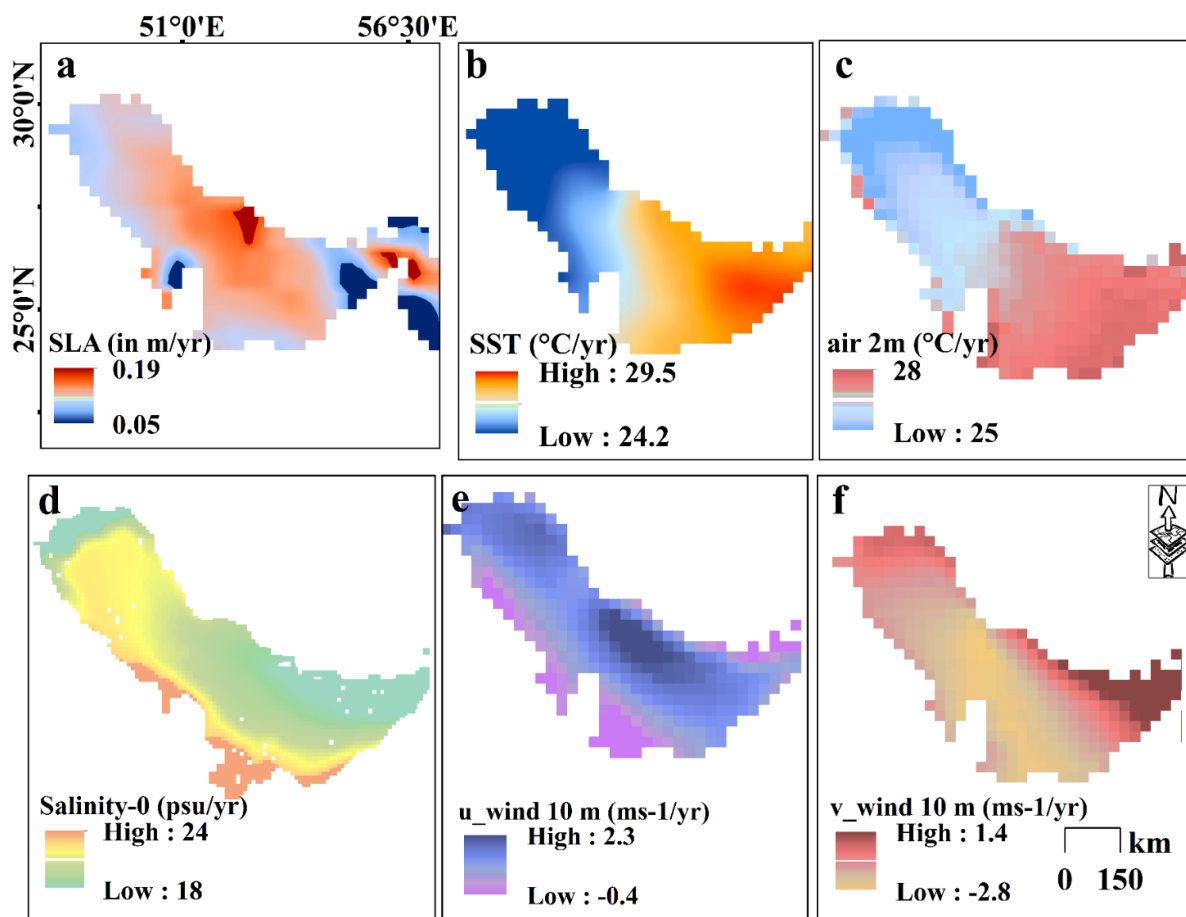 51°0'E 56°30'E
30°0'N
25°0'N
a
SLA (in m/yr)
0.19
0.05
b
SST (°C/yr)
High : 29.5
Low : 24.2
c
air 2m (°C/yr)
28
25
d
Salinity-0 (psu/yr)
High : 24
Low : 18
e
u_wind 10 m (ms-1/yr)
High : 2.3
Low : -0.4
f
N
v_wind 10 m (ms-1/yr)
High : 1.4
Low : -2.8
km
0 150